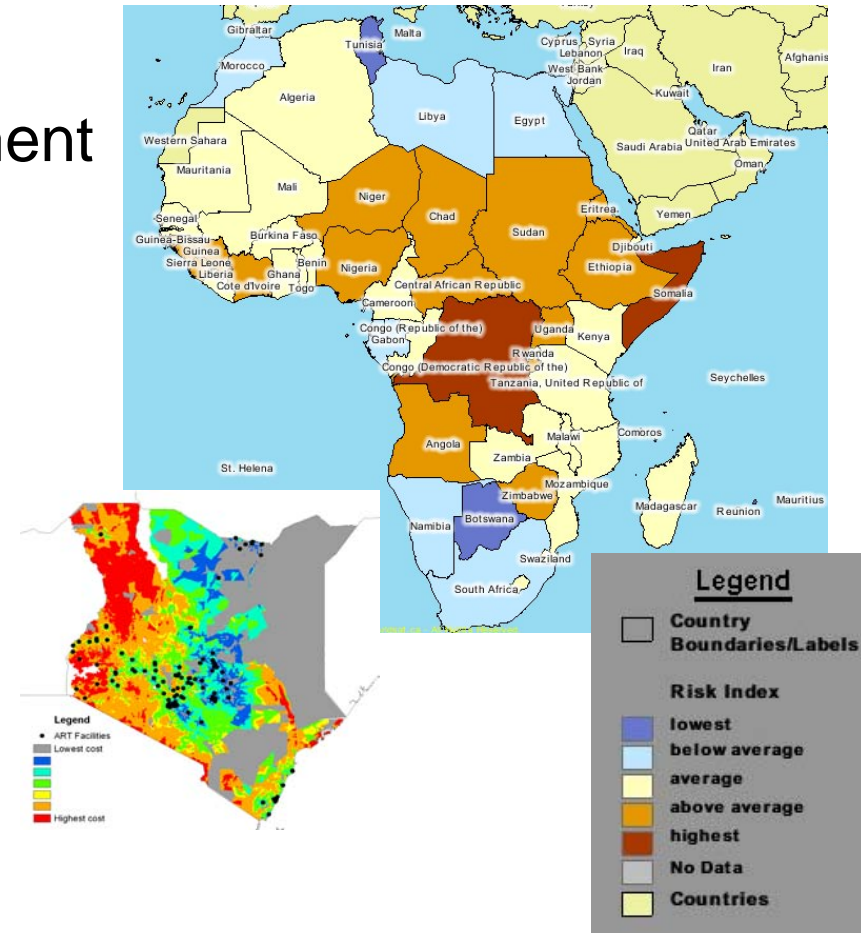 ment
Gibraltar
Malta
Tunisia
Cyprus
Syria
Lebanon
Iraq
Iran
Afghanis
Morocco
West Bank
Jordan
Algeria
Kuwait
Libya
Egypt
Western Sahara
Qatar
Saudi Arabia
United Arab Emirates
Oman
Mauritania
Mali
Niger
Chad
Senegal
Eritrea
Yemen
Burkina Faso
Sudan
Guinea-Bissau
Guinea
Djibouti
Sierra Leone
Benin
Nigeria
Ethiopia
Liberia
Ghana
Cote d'Ivoire
Togo
Central African Republic
Somalia
Cameroon
Congo (Republic of the)
Uganda
Kenya
Gabon
Rwanda
Congo (Democratic Republic of the)
Tanzania, United Republic of
Seychelles
Angola
Malawi
Comoros
Zambia
St. Helena
Mozambique
Zimbabwe
Madagascar
Reunion
Mauritius
Namibia
Botswana
Swaziland
South Africa
Legend
ART Facilities
Lowest cost
Highest cost
Legend
Country
Boundaries/Labels
Risk Index
lowest
below average
average
above average
highest
No Data
Countries